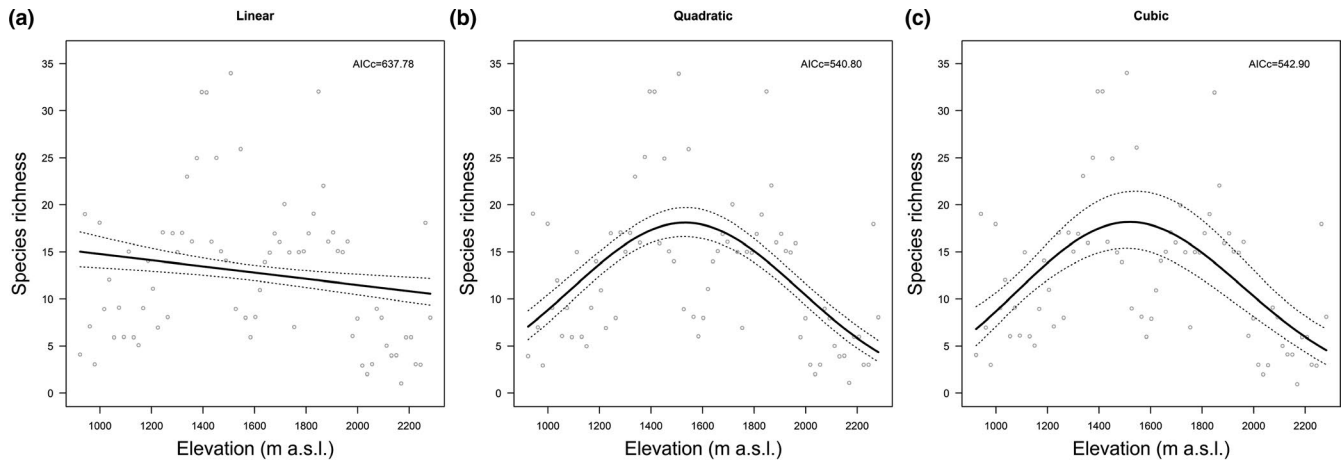 (a)
Linear
AICc=637.78
Species richness
35
30
25
20
15
10
5
0
1000 1200 1400 1600 1800 2000 2200
Elevation (m a.s.l.)
(b)
Quadratic
AICc=540.80
Species richness
35
30
25
20
15
10
5
0
1000 1200 1400 1600 1800 2000 2200
Elevation (m a.s.l.)
(c)
Cubic
AICc=542.90
Species richness
35
30
25
20
15
10
5
0
1000 1200 1400 1600 1800 2000 2200
Elevation (m a.s.l.)